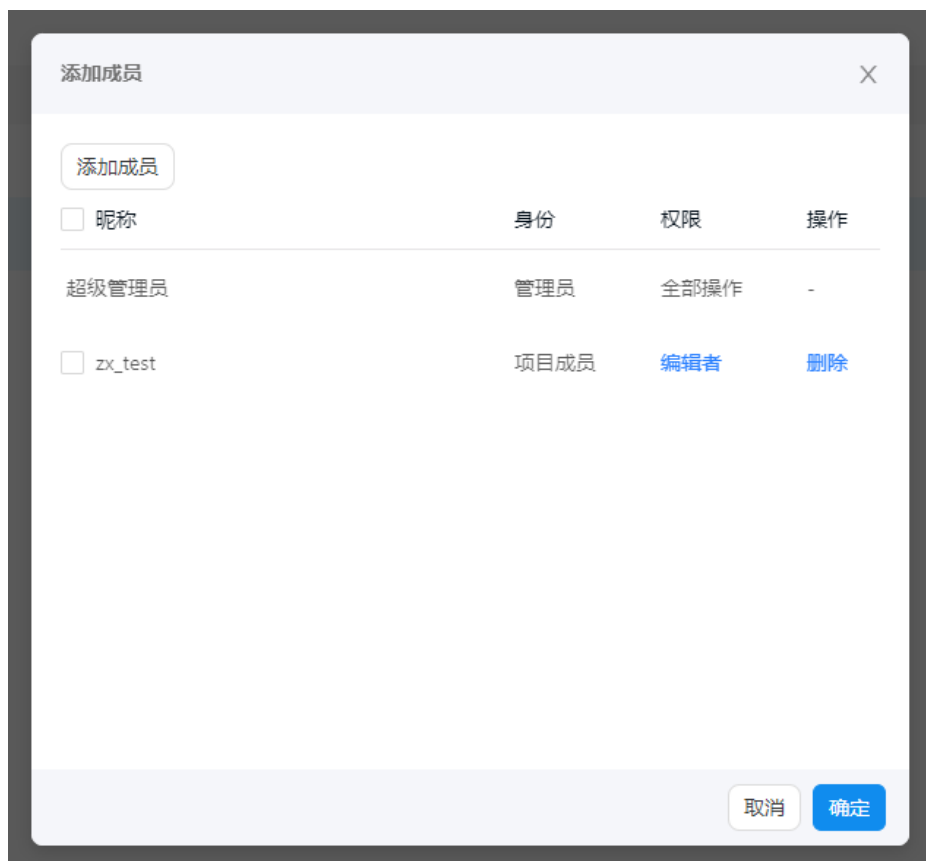 添加成员
添加成员
昵称 身份 权限 操作
超级管理员 管理员 全部操作 -
zx_test 项目成员 编辑者 删除
取消 确定